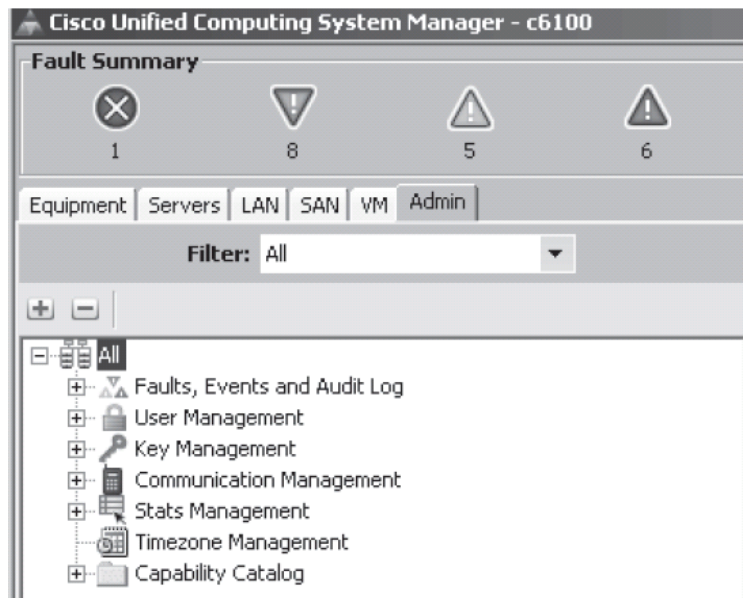 Cisco Unified Computing System Manager - c6100
Fault Summary
1 8 5 6
Equipment Servers LAN SAN VM Admin
Filter: All
All
Faults, Events and Audit Log
User Management
Key Management
Communication Management
Stats Management
Timezone Management
Capability Catalog